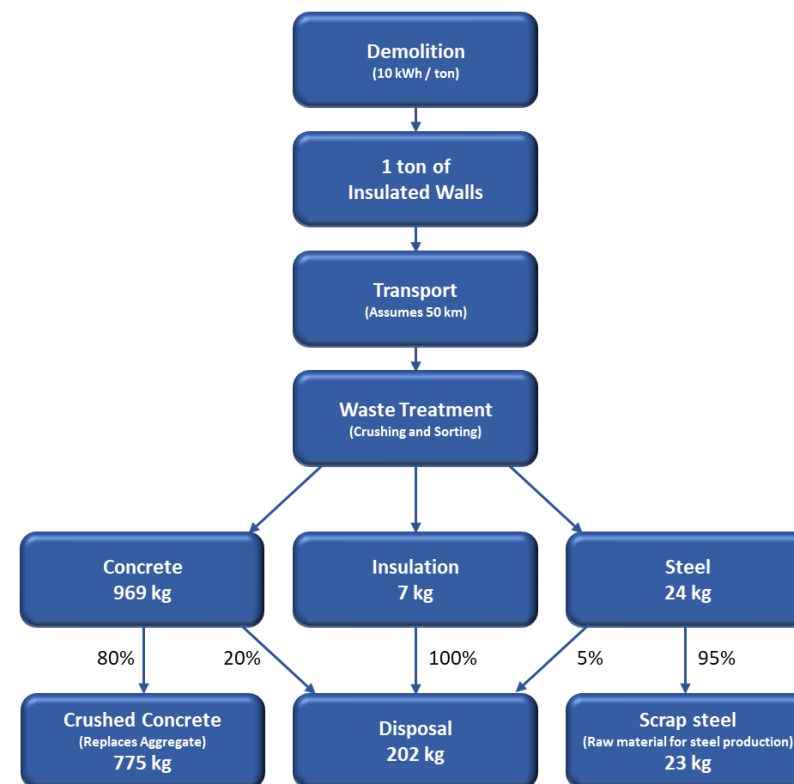 Demolition
(10 kWh / ton)
1 ton of
Insulated Walls
Transport
(Assumes 50 km)
Waste Treatment
(Crushing and Sorting)
Concrete
969 kg
Insulation
7 kg
Steel
24 kg
80%
20%
100%
5%
95%
Crushed Concrete
(Replaces Aggregate)
775 kg
Disposal
202 kg
Scrap steel
(Raw material for steel production)
23 kg